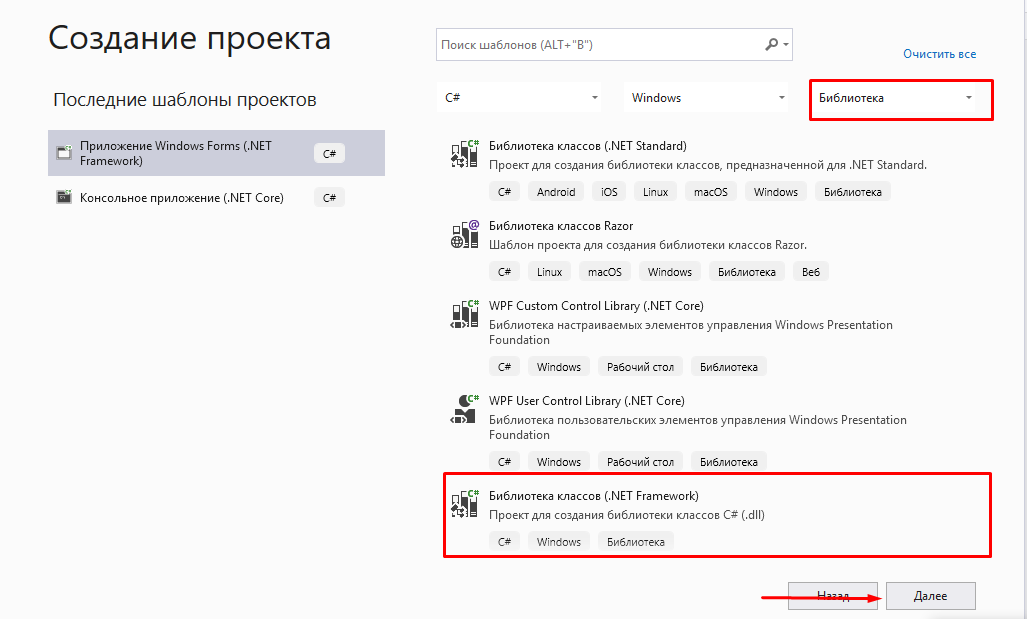 Создание проекта
Последние шаблоны проектов
Приложение Windows Forms (.NET
Framework)
C#
Консольное приложение (.NET Core)
C#
Поиск шаблонов (ALT+"B")
Очистить все
C#
Windows
Библиотека
Библиотека классов (.NET Standard)
Проект для создания библиотеки классов, предназначенной для .NET Standard.
C# Android iOS Linux macOS Windows Библиотека
Библиотека классов Razor
Шаблон проекта для создания библиотеки классов Razor.
C# Linux macOS Windows Библиотека Веб
WPF Custom Control Library (.NET Core)
Библиотека настраиваемых элементов управления Windows Presentation
Foundation
C# Windows Рабочий стол Библиотека
WPF User Control Library (.NET Core)
Библиотека пользовательских элементов управления Windows Presentation
Foundation
C# Windows Рабочий стол Библиотека
Библиотека классов (.NET Framework)
Проект для создания библиотеки классов C# (.dll)
C# Windows Библиотека
Назад
Далее